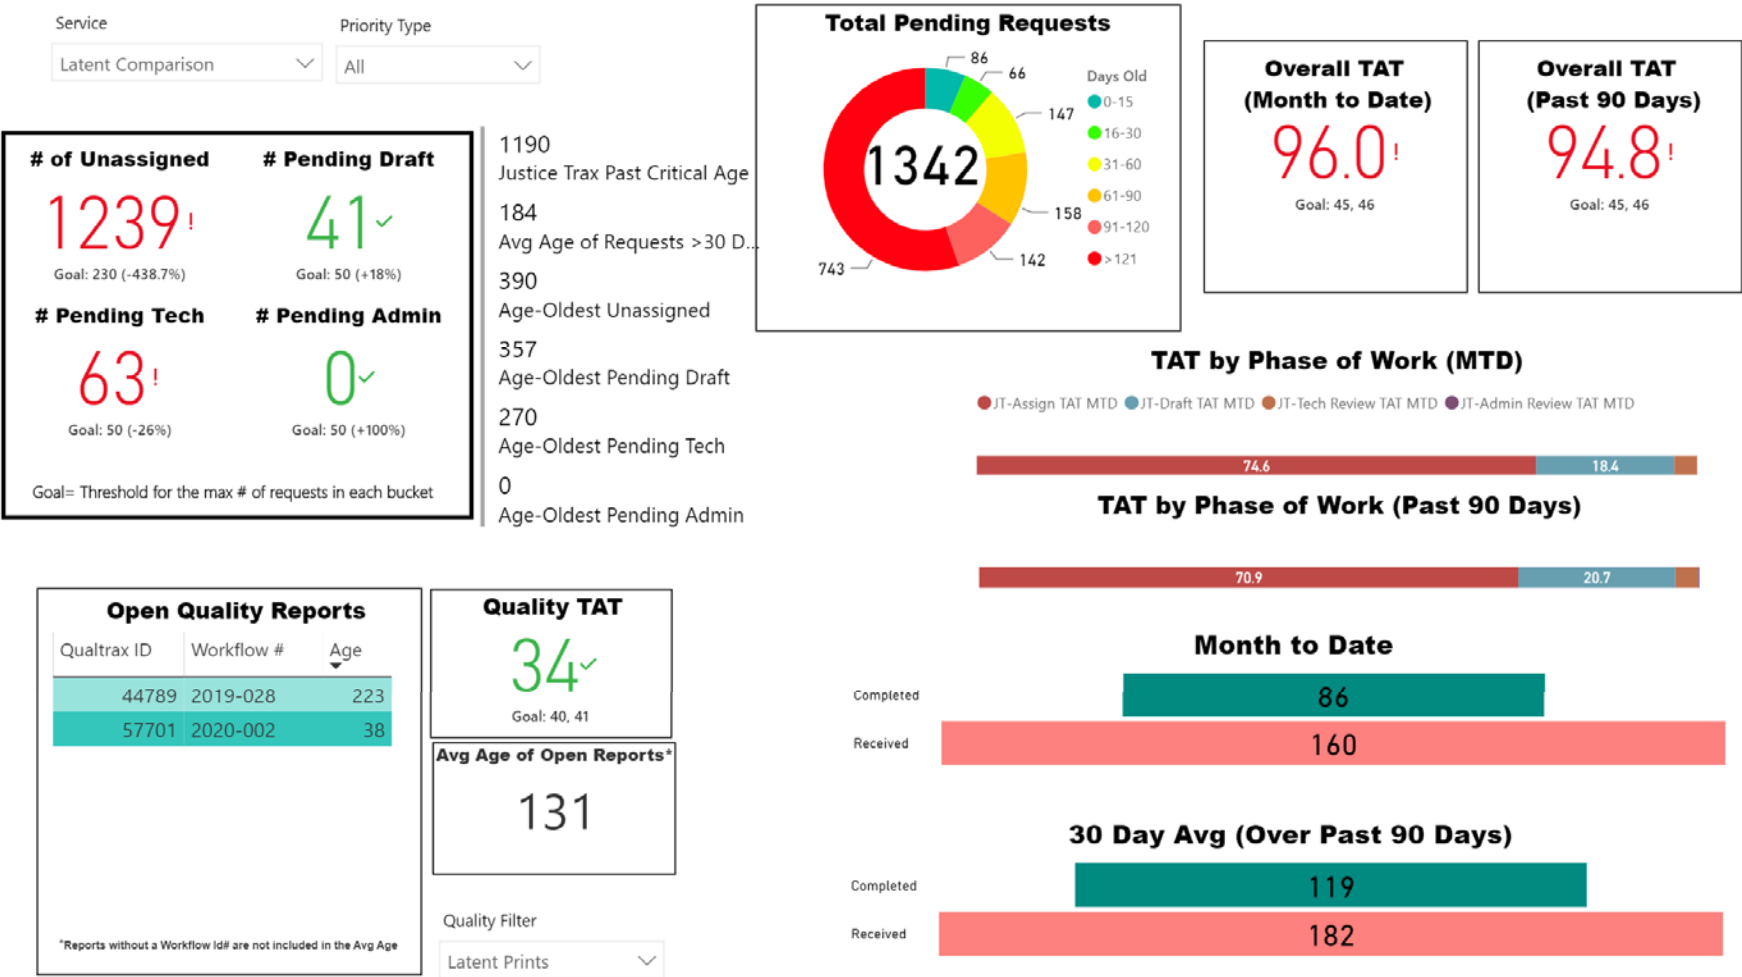 Service
Latent Comparison
Priority Type
All
# of Unassigned
1239!
Goal: 230 (-438.7%)
# Pending Draft
41
Goal: 50 (+18%)
# Pending Tech
63!
Goal: 50 (-26%)
# Pending Admin
0
Goal: 50 (+100%)
Goal= Threshold for the max # of requests in each bucket
1190
Justice Trax Past Critical Age
184
Avg Age of Requests >30 D...
390
Age-Oldest Unassigned
357
Age-Oldest Pending Draft
270
Age-Oldest Pending Tech
0
Age-Oldest Pending Admin
Total Pending Requests
86
66
147
158
142
743
1342
Days Old
0-15
16-30
31-60
61-90
91-120
>121
Overall TAT
(Month to Date)
96.0!
Goal: 45, 46
Overall TAT
(Past 90 Days)
94.8!
Goal: 45, 46
TAT by Phase of Work (MTD)
JT-Assign TAT MTD JT-Draft TAT MTD JT-Tech Review TAT MTD JT-Admin Review TAT MTD
74.6 18.4
TAT by Phase of Work (Past 90 Days)
70.9 20.7
Open Quality Reports
Qualtrax ID Workflow # Age
44789 2019-028 223
57701 2020-002 38
*Reports without a Workflow Id# are not included in the Avg Age
Quality TAT
34
Goal: 40, 41
Avg Age of Open Reports*
131
Quality Filter
Latent Prints
Month to Date
Completed 86
Received 160
30 Day Avg (Over Past 90 Days)
Completed 119
Received 182